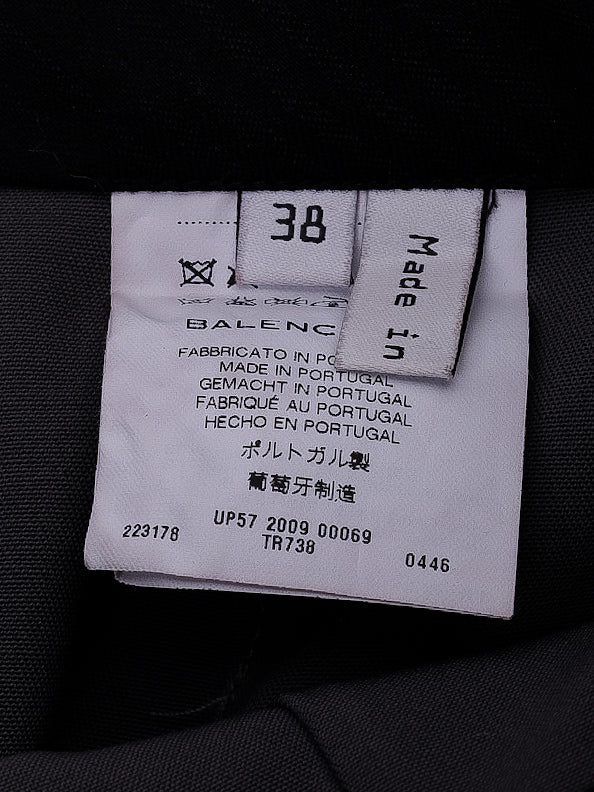 38
Made in
BALENC
FABBRICATO IN PO
MADE IN PORTUGAL
GEMACHT IN PORTUGAL
FABRIQUÉ AU PORTUGAL
HECHO EN PORTUGAL
ポルトガル製
葡萄牙制造
UP57 2009 00069
223178 TR738 0446